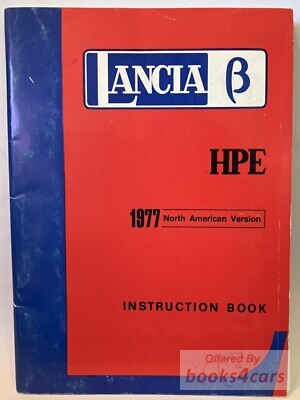 LANCIA β
HPE
1977 North American Version
INSTRUCTION BOOK
Offered By
books4cars